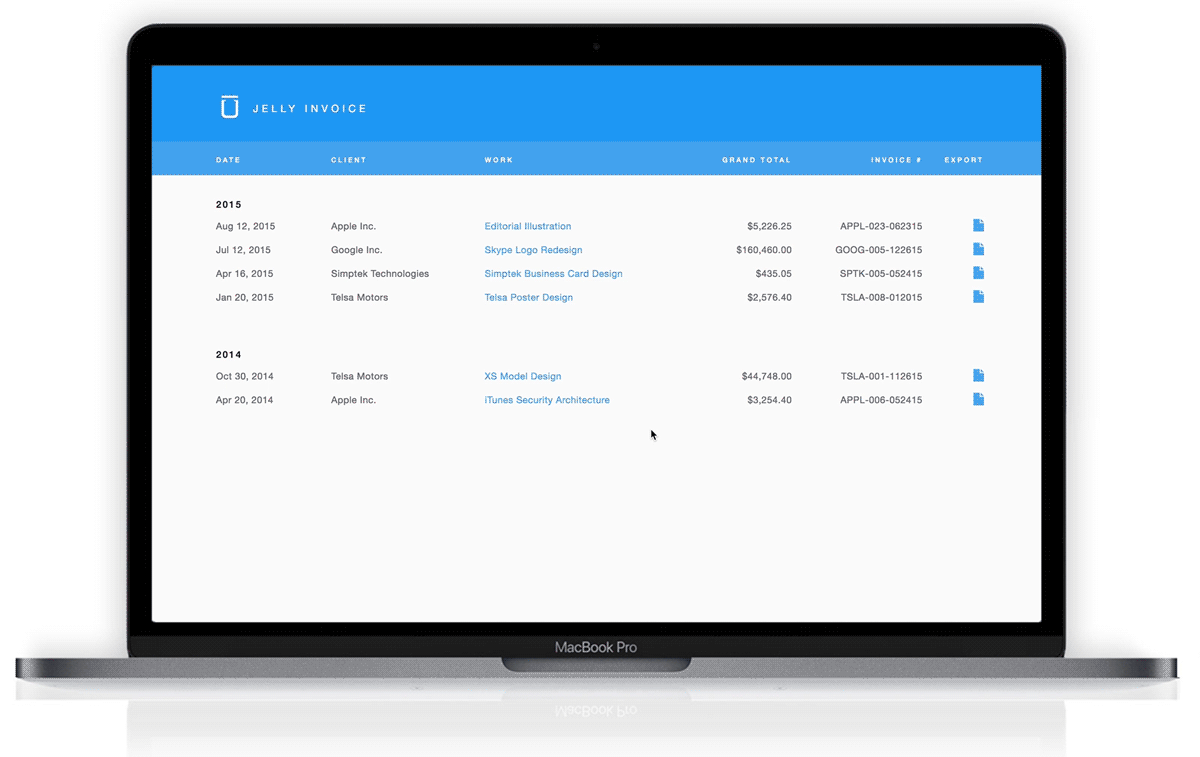 JELLY INVOICE
DATE CLIENT WORK GRAND TOTAL INVOICE # EXPORT
2015
Aug 12, 2015 Apple Inc. Editorial Illustration $5,226.25 APPL-023-062315
Jul 12, 2015 Google Inc. Skype Logo Redesign $160,460.00 GOOG-005-122615
Apr 16, 2015 Simptek Technologies Simptek Business Card Design $435.05 SPTK-005-052415
Jan 20, 2015 Telsa Motors Telsa Poster Design $2,576.40 TSLA-008-012015
2014
Oct 30, 2014 Telsa Motors XS Model Design $44,748.00 TSLA-001-112615
Apr 20, 2014 Apple Inc. iTunes Security Architecture $3,254.40 APPL-006-052415
MacBook Pro